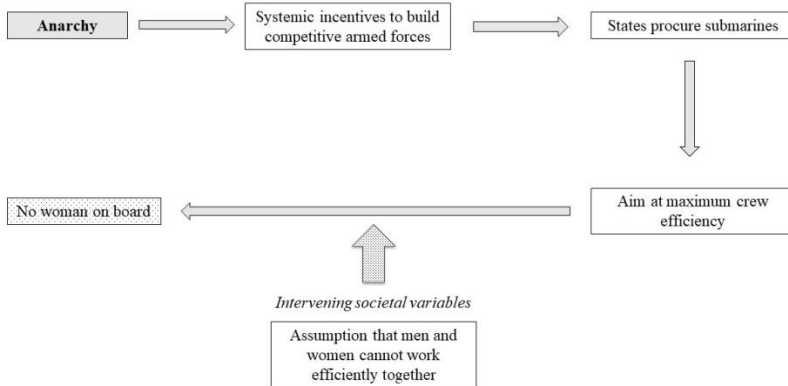 Anarchy
Systemic incentives to build
competitive armed forces
States procure submarines
Aim at maximum crew
efficiency
No woman on board
Intervening societal variables
Assumption that men and
women cannot work
efficiently together